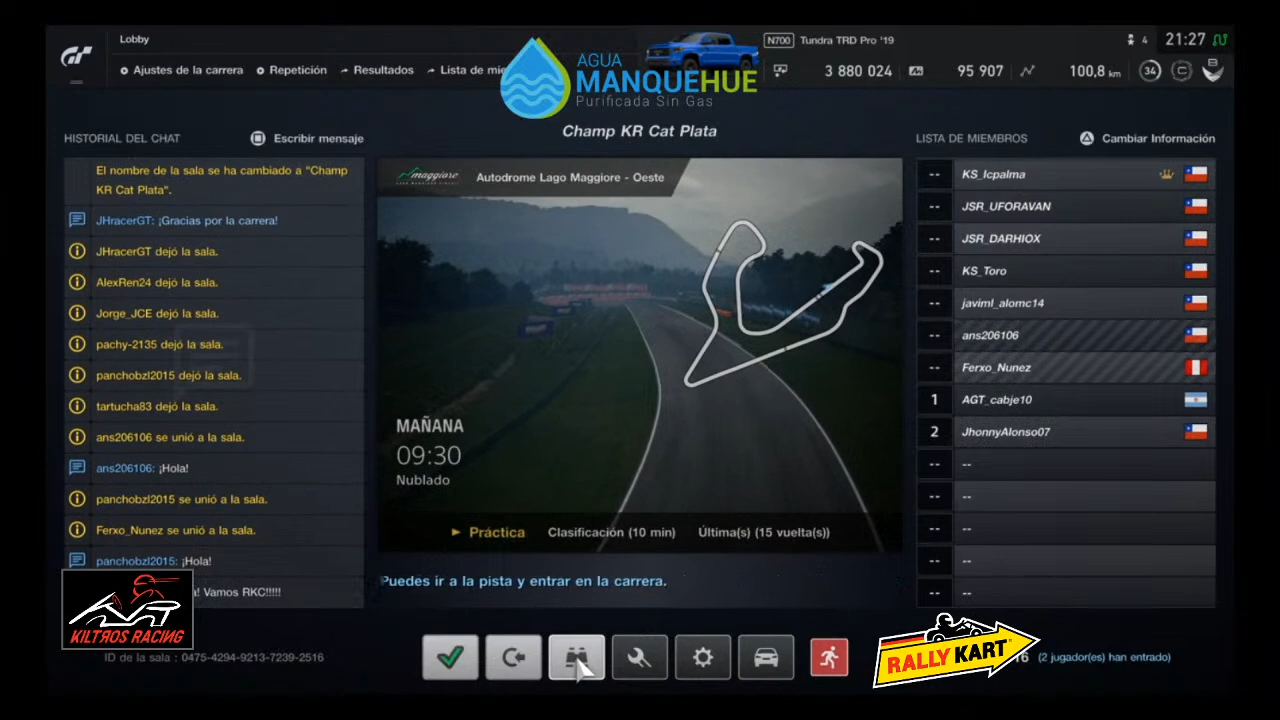 Lobby
N700 Tundra TRD Pro '19
4 21:27
Ajustes de la carrera Repetición Resultados Lista de mie
3 880 024 95 907 100,8 km 34 C B
AGUA
MANQUEHUE
Purificada Sin Gas
HISTORIAL DEL CHAT Escribir mensaje
El nombre de la sala se ha cambiado a "Champ
KR Cat Plata".
JHracerGT: ¡Gracias por la carrera!
JHracerGT dejó la sala.
AlexRen24 dejó la sala.
Jorge_JCE dejó la sala.
pachy-2135 dejó la sala.
panchobzl2015 dejó la sala.
tartucha83 dejó la sala.
ans206106 se unió a la sala.
ans206106: ¡Hola!
panchobzl2015 se unió a la sala.
Ferxo_Nunez se unió a la sala.
panchobzl2015: ¡Hola!
! Vamos RKC!!!!!
KILTROS RACING
ID de la sala : 0475-4294-9213-7239-2516
Champ KR Cat Plata
maggiore
Autodrome Lago Maggiore - Oeste
MAÑANA
09:30
Nublado
Práctica Clasificación (10 min) Última(s) (15 vuelta(s))
Puedes ir a la pista y entrar en la carrera.
LISTA DE MIEMBROS Cambiar Información
-- KS_Icpalma
-- JSR_UFORAVAN
-- JSR_DARHIOX
-- KS_Toro
-- javiml_alomc14
-- ans206106
-- Ferxo_Nunez
1 AGT_cabje10
2 JhonnyAlonso07
-- --
-- --
-- --
-- --
-- --
RALLY KART
16 (2 jugador(es) han entrado)